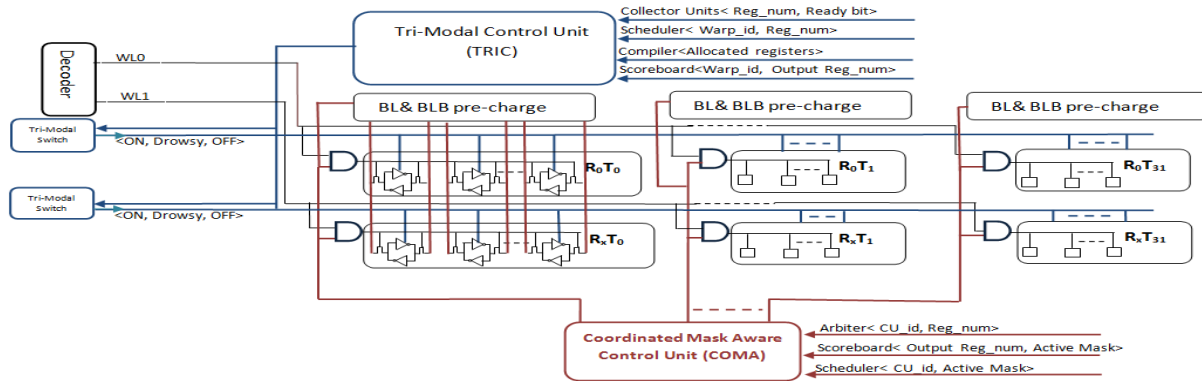 Collector Units< Reg_num, Ready bit>
Tri-Modal Control Unit
(TRIC)
Scheduler< Warp_id, Reg_num>
Compiler<Allocated registers>
Scoreboard<Warp_id, Output Reg_num>
Decoder
WL0
WL1
BL& BLB pre-charge
BL& BLB pre-charge
BL& BLB pre-charge
Tri-Modal
Switch
<ON, Drowsy, OFF>
R0T0
R0T1
R0T31
Tri-Modal
Switch
<ON, Drowsy, OFF>
RxT0
RxT1
RxT31
Coordinated Mask Aware
Control Unit (COMA)
Arbiter< CU_id, Reg_num>
Scoreboard< Output Reg_num, Active Mask>
Scheduler< CU_id, Active Mask>